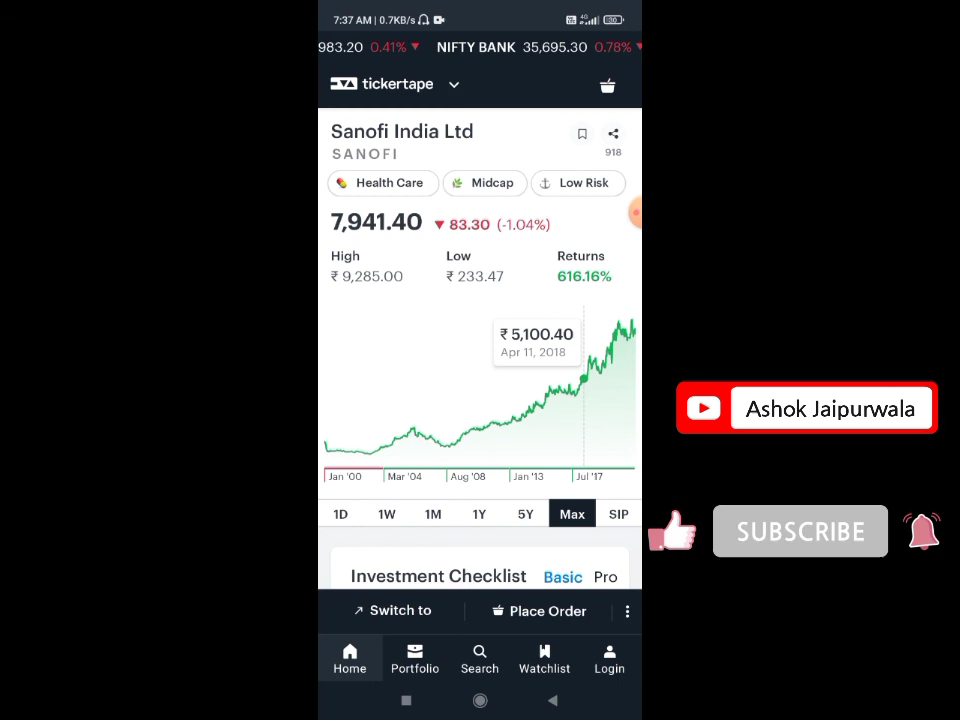 7:37 AM | 0.7KB/s
4G
30
983.20 0.41% ▼ NIFTY BANK 35,695.30 0.78% ▼
tickertape
Sanofi India Ltd
SANOFI
918
Health Care Midcap Low Risk
7,941.40 ▼ 83.30 (-1.04%)
High Low Returns
₹ 9,285.00 ₹ 233.47 616.16%
₹ 5,100.40
Apr 11, 2018
Jan '00 Mar '04 Aug '08 Jan '13 Jul '17
1D 1W 1M 1Y 5Y Max SIP
Investment Checklist Basic Pro
Switch to Place Order
Home Portfolio Search Watchlist Login
Ashok Jaipurwala
SUBSCRIBE